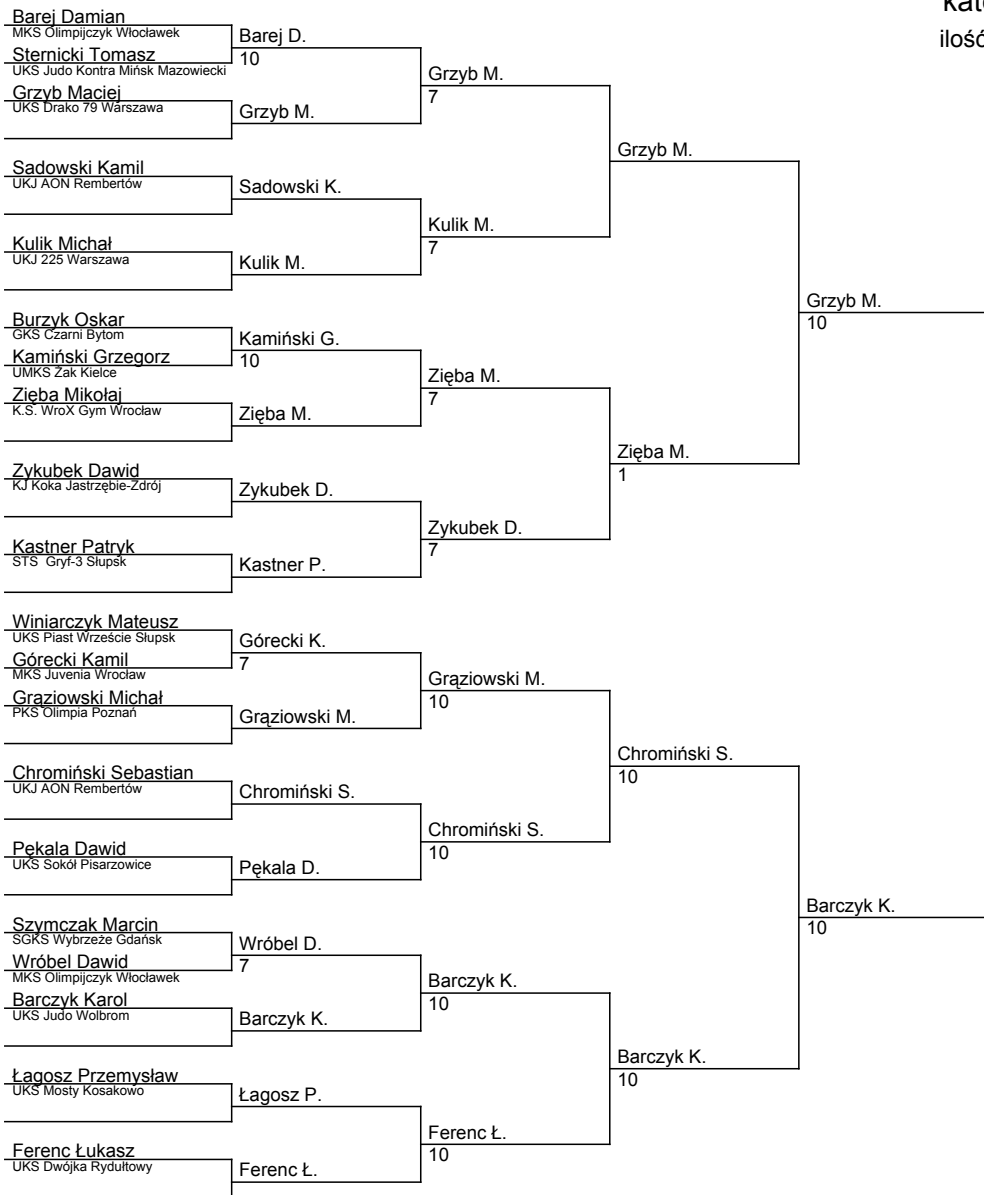 kate
ilość
Barej Damian
MKS Olimpijczyk Włocławek
Sternicki Tomasz
UKS Judo Kontra Mińsk Mazowiecki
Grzyb Maciej
UKS Drako 79 Warszawa
Sadowski Kamil
UKJ AON Rembertów
Kulik Michał
UKJ 225 Warszawa
Burzyk Oskar
GKS Czarni Bytom
Kamiński Grzegorz
UMKS Żak Kielce
Zięba Mikołaj
K.S. WroX Gym Wrocław
Zykubek Dawid
KJ Koka Jastrzębie-Zdrój
Kastner Patryk
STS Gryf-3 Słupsk
Winiarczyk Mateusz
UKS Piast Wrzeście Słupsk
Górecki Kamil
MKS Juvenia Wrocław
Grąziowski Michał
PKS Olimpia Poznań
Chromiński Sebastian
UKJ AON Rembertów
Pękala Dawid
UKS Sokół Pisarzowice
Szymczak Marcin
SGKS Wybrzeże Gdańsk
Wróbel Dawid
MKS Olimpijczyk Włocławek
Barczyk Karol
UKS Judo Wolbrom
Łagosz Przemysław
UKS Mosty Kosakowo
Ferenc Łukasz
UKS Dwójka Rydułtowy
Barej D.
10
Grzyb M.
Sadowski K.
Kulik M.
Kamiński G.
10
Zięba M.
Zykubek D.
Kastner P.
Górecki K.
7
Grąziowski M.
Chromiński S.
Pękala D.
Wróbel D.
7
Barczyk K.
Łagosz P.
Ferenc Ł.
Grzyb M.
7
Kulik M.
7
Zięba M.
7
Zykubek D.
7
Grąziowski M.
10
Chromiński S.
10
Barczyk K.
10
Ferenc Ł.
10
Grzyb M.
Zięba M.
1
Chromiński S.
10
Barczyk K.
10
Grzyb M.
10
Barczyk K.
10